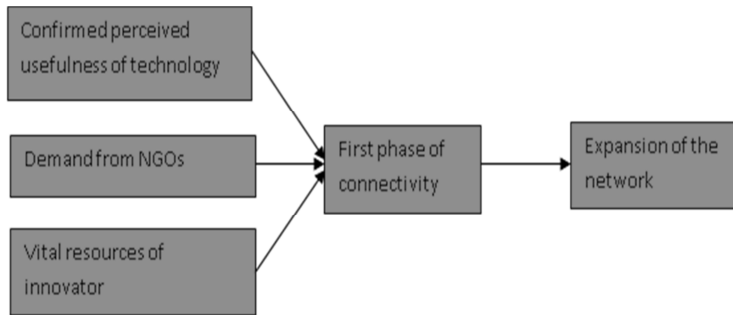 Confirmed perceived
usefulness of technology
Demand from NGOs
Vital resources of
innovator
First phase of
connectivity
Expansion of the
network